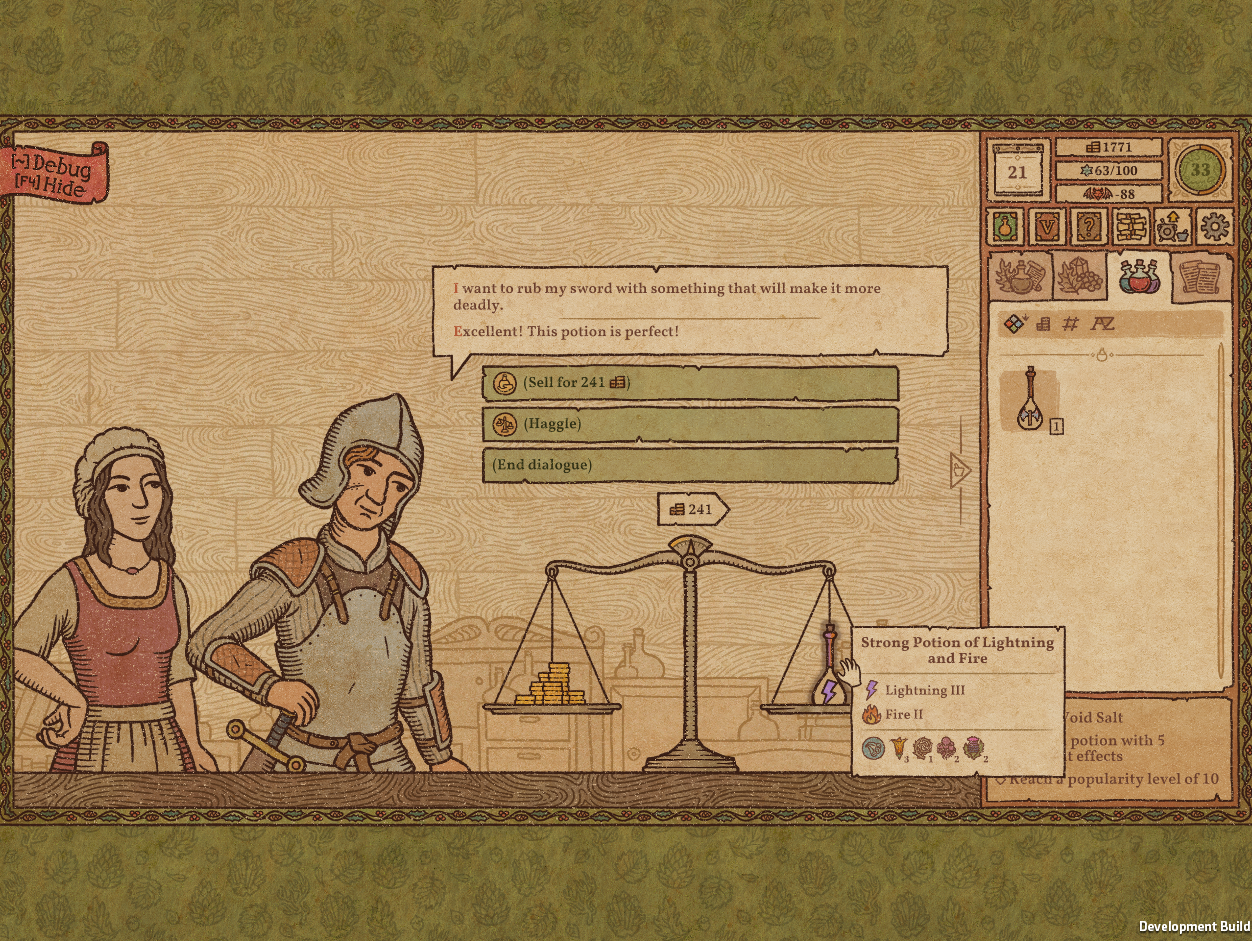 [~] Debug
[F4] Hide
21
1771
63/100
-88
33
V
?
I want to rub my sword with something that will make it more
deadly.
Excellent! This potion is perfect!
(Sell for 241 )
(Haggle)
(End dialogue)
241
# AZ
1
Strong Potion of Lightning
and Fire
Lightning III
Fire II
3 1 2 2
Void Salt
potion with 5
t effects
Reach a popularity level of 10
Development Build